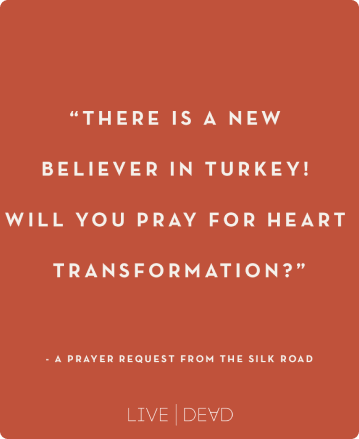 “THERE IS A NEW
BELIEVER IN TURKEY!
WILL YOU PRAY FOR HEART
TRANSFORMATION?”
- A PRAYER REQUEST FROM THE SILK ROAD
LIVE | DEAD